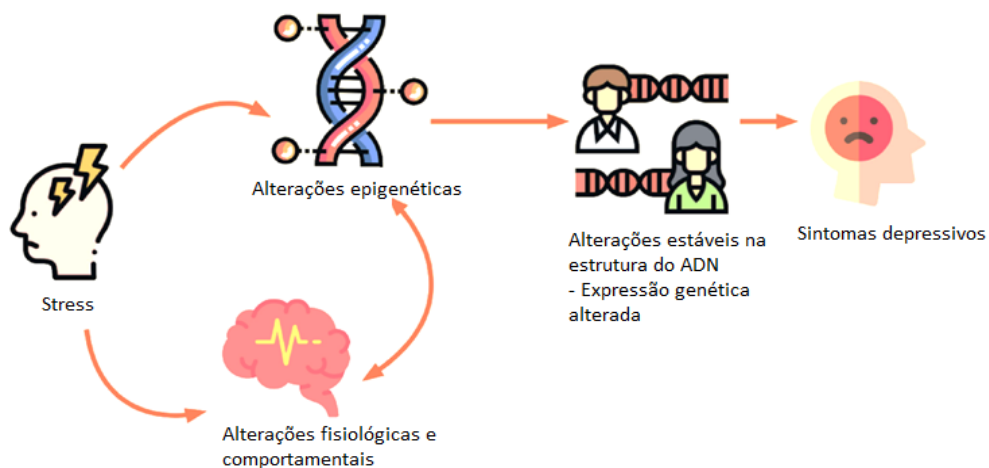 Alterações epigenéticas
Stress
Alterações estáveis na
estrutura do ADN
- Expressão genética
alterada
Sintomas depressivos
Alterações fisiológicas e
comportamentais